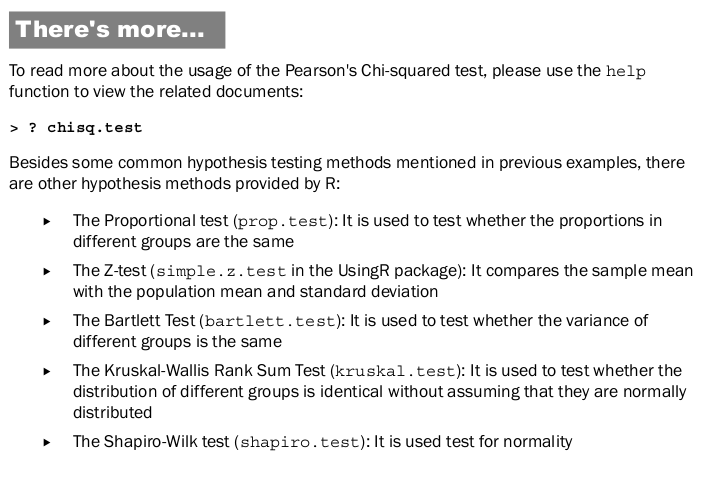 There's more...
To read more about the usage of the Pearson's Chi-squared test, please use the help
function to view the related documents:
> ? chisq.test
Besides some common hypothesis testing methods mentioned in previous examples, there
are other hypothesis methods provided by R:
► The Proportional test (prop.test): It is used to test whether the proportions in
different groups are the same
► The Z-test (simple.z.test in the UsingR package): It compares the sample mean
with the population mean and standard deviation
► The Bartlett Test (bartlett.test): It is used to test whether the variance of
different groups is the same
► The Kruskal-Wallis Rank Sum Test (kruskal.test): It is used to test whether the
distribution of different groups is identical without assuming that they are normally
distributed
► The Shapiro-Wilk test (shapiro.test): It is used test for normality